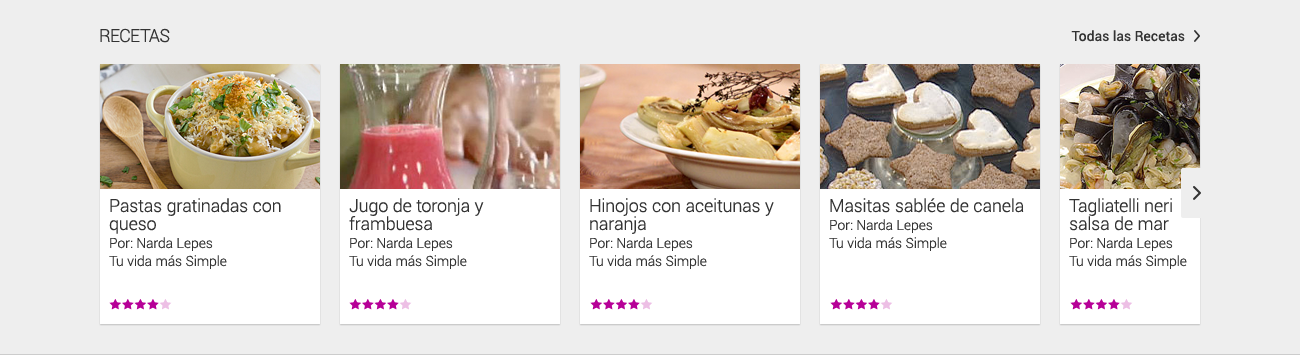 RECETAS
Todas las Recetas
Pastas gratinadas con
queso
Por: Narda Lepes
Tu vida más Simple
Jugo de toronja y
frambuesa
Por: Narda Lepes
Tu vida más Simple
Hinojos con aceitunas y
naranja
Por: Narda Lepes
Tu vida más Simple
Masitas sablée de canela
Por: Narda Lepes
Tu vida más Simple
Tagliatelli neri
salsa de mar
Por: Narda Lepes
Tu vida más Simple